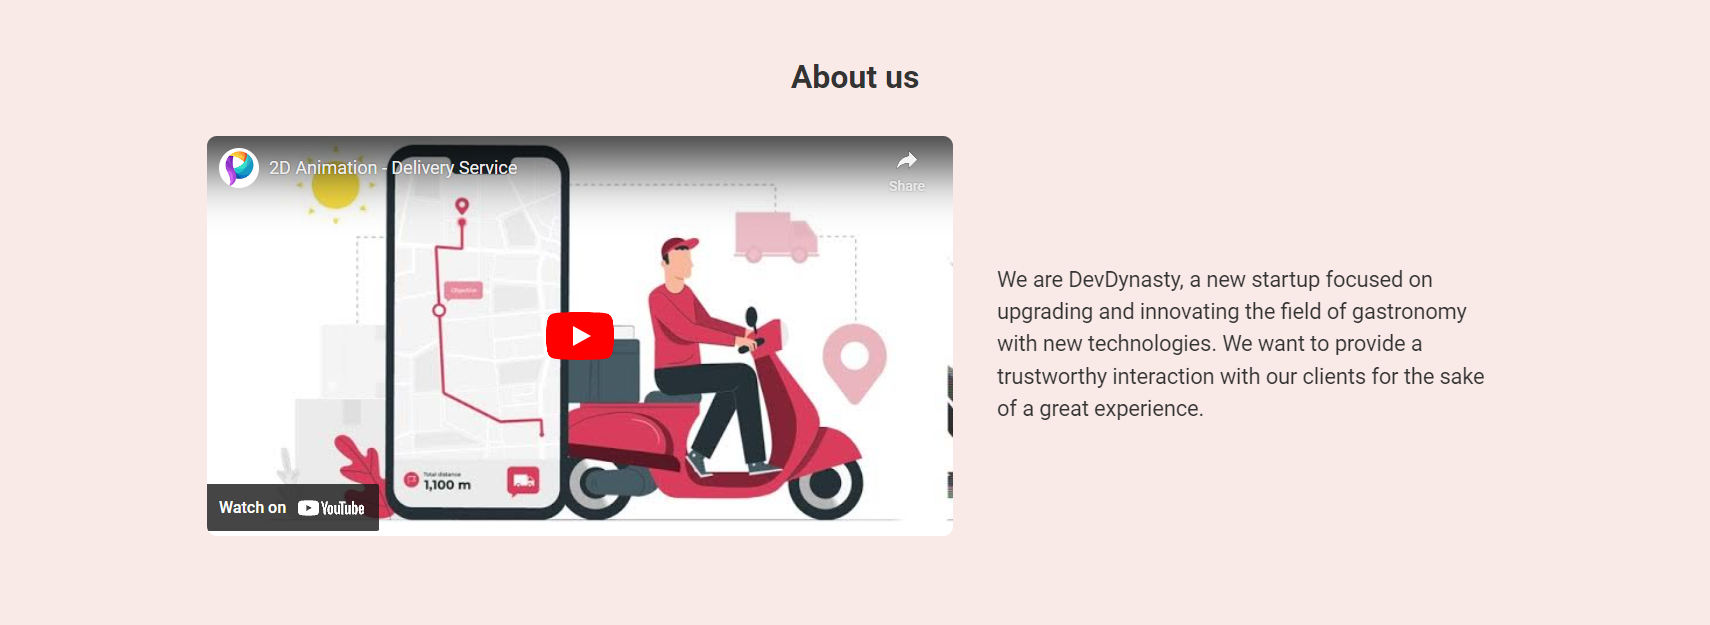 About us
2D Animation - Delivery Service
Share
Objective
Total distance
1,100 m
Watch on YouTube
We are DevDynasty, a new startup focused on
upgrading and innovating the field of gastronomy
with new technologies. We want to provide a
trustworthy interaction with our clients for the sake
of a great experience.